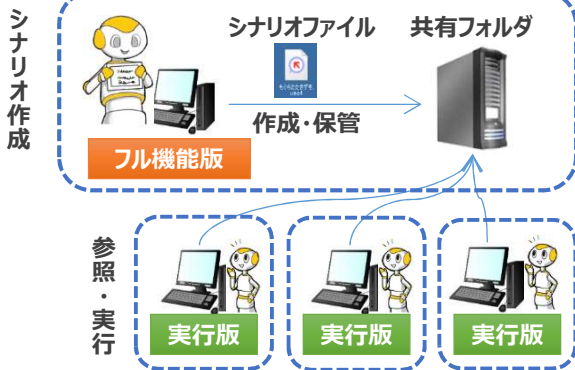 シナリオ作成
シナリオファイル
共有フォルダ
作成・保管
フル機能版
参照・実行
実行版
実行版
実行版